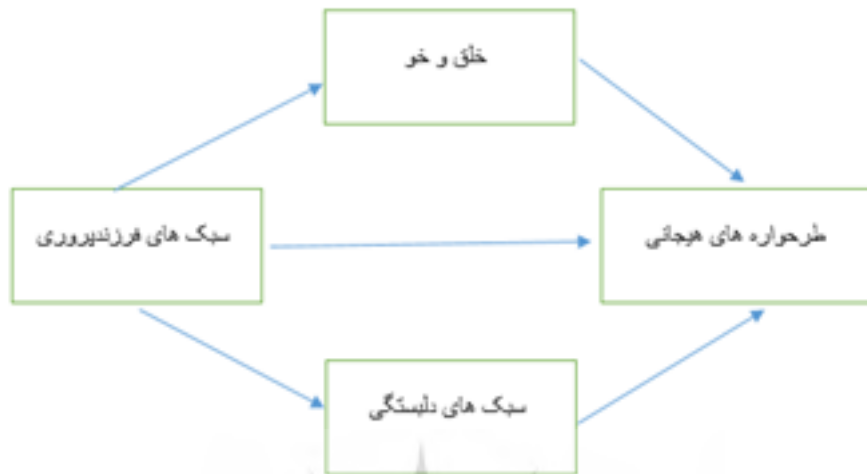 خلق و خو
سبک های فرزندپروری
طرحواره های هیجانی
سبک های دلبستگی